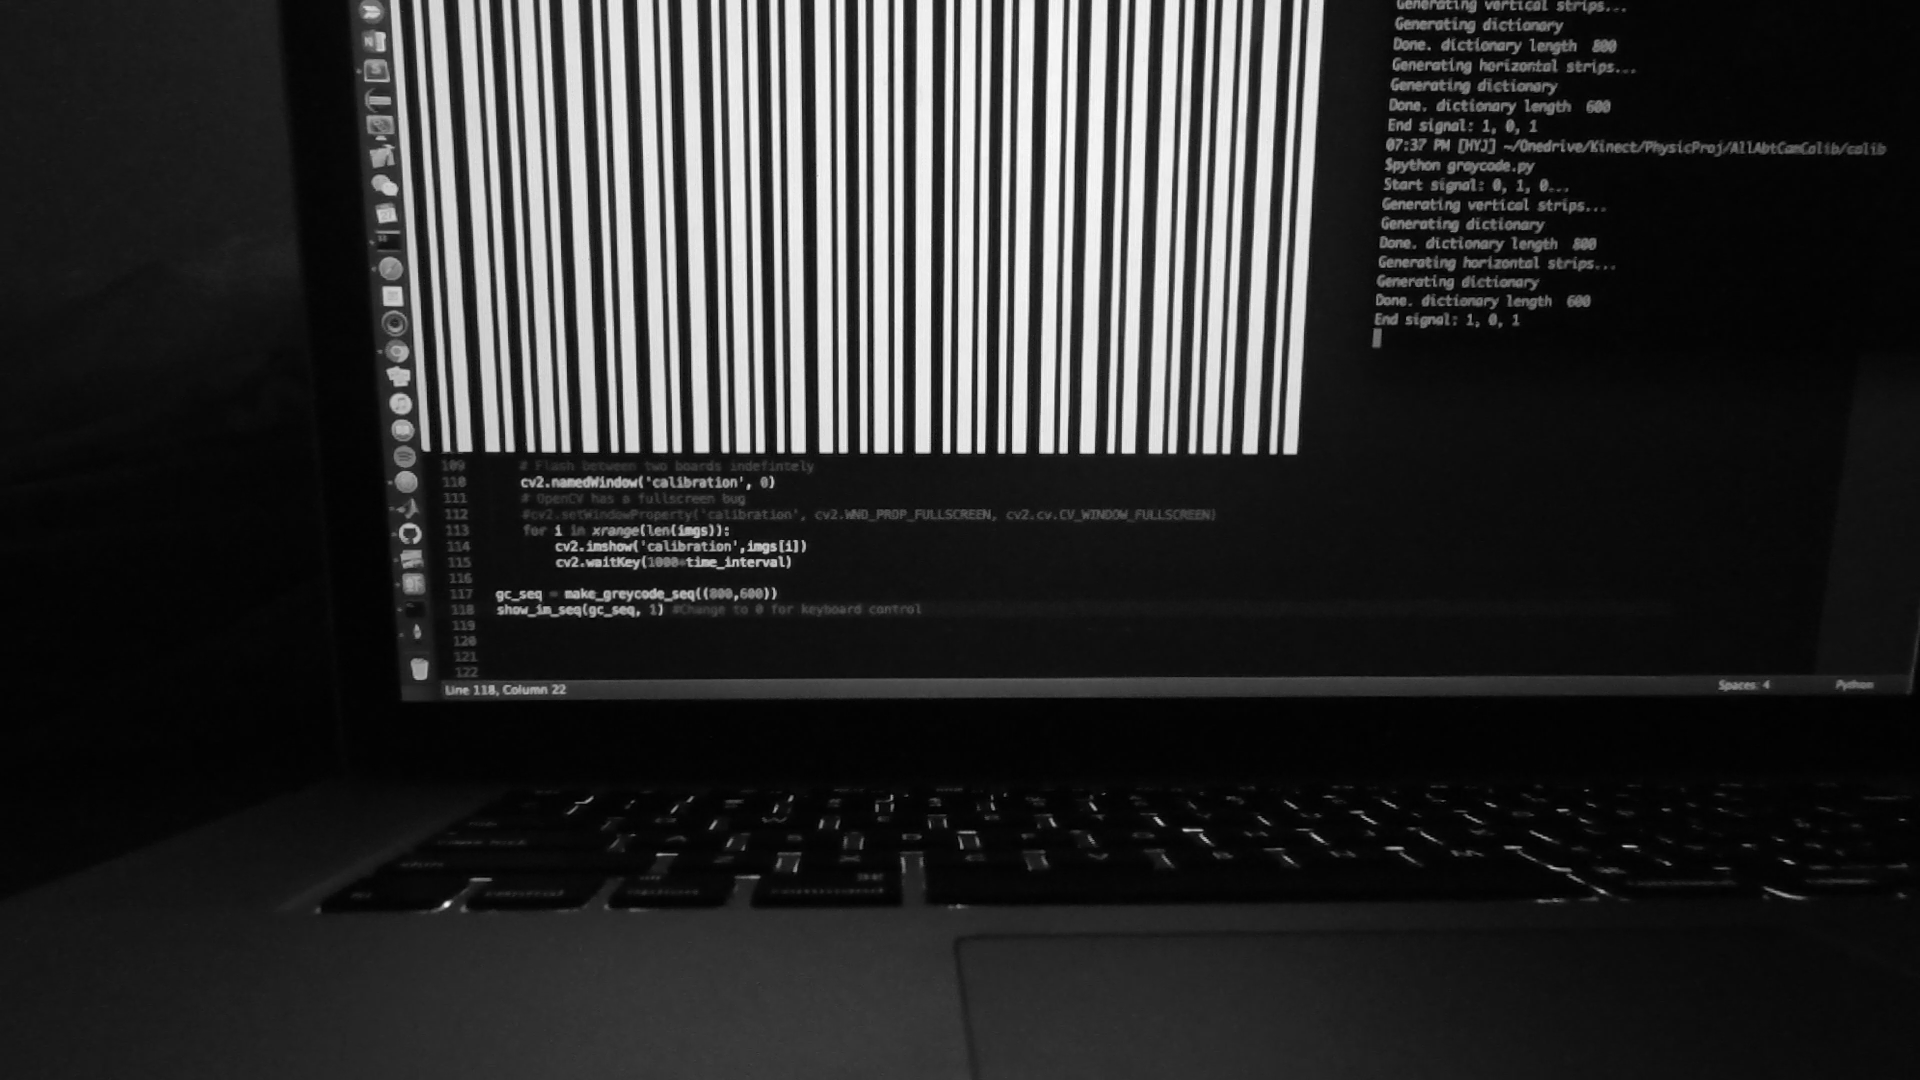 Generating vertical strips...
Generating dictionary
Done. dictionary length 800
Generating horizontal strips...
Generating dictionary
Done. dictionary length 600
End signal: 1, 0, 1
07:37 PM [HYJ] ~/Onedrive/Kinect/PhysicProj/AllAbtCamCalib/calib
$python graycode.py
Start signal: 0, 1, 0...
Generating vertical strips...
Generating dictionary
Done. dictionary length 800
Generating horizontal strips...
Generating dictionary
Done. dictionary length 600
End signal: 1, 0, 1
109 # Flash between two boards indefintely
110 cv2.namedWindow('calibration', 0)
111 # OpenCV has a fullscreen bug
112 #cv2.setWindowProperty('calibration', cv2.WND_PROP_FULLSCREEN, cv2.cv.CV_WINDOW_FULLSCREEN)
113 for i in xrange(len(imgs)):
114 cv2.imshow('calibration',imgs[i])
115 cv2.waitKey(1000*time_interval)
116
117 gc_seq = make_greycode_seq((800,600))
118 show_im_seq(gc_seq, 1) #Change to 0 for keyboard control
119
120
121
122
Line 118, Column 22 Spaces: 4 Python